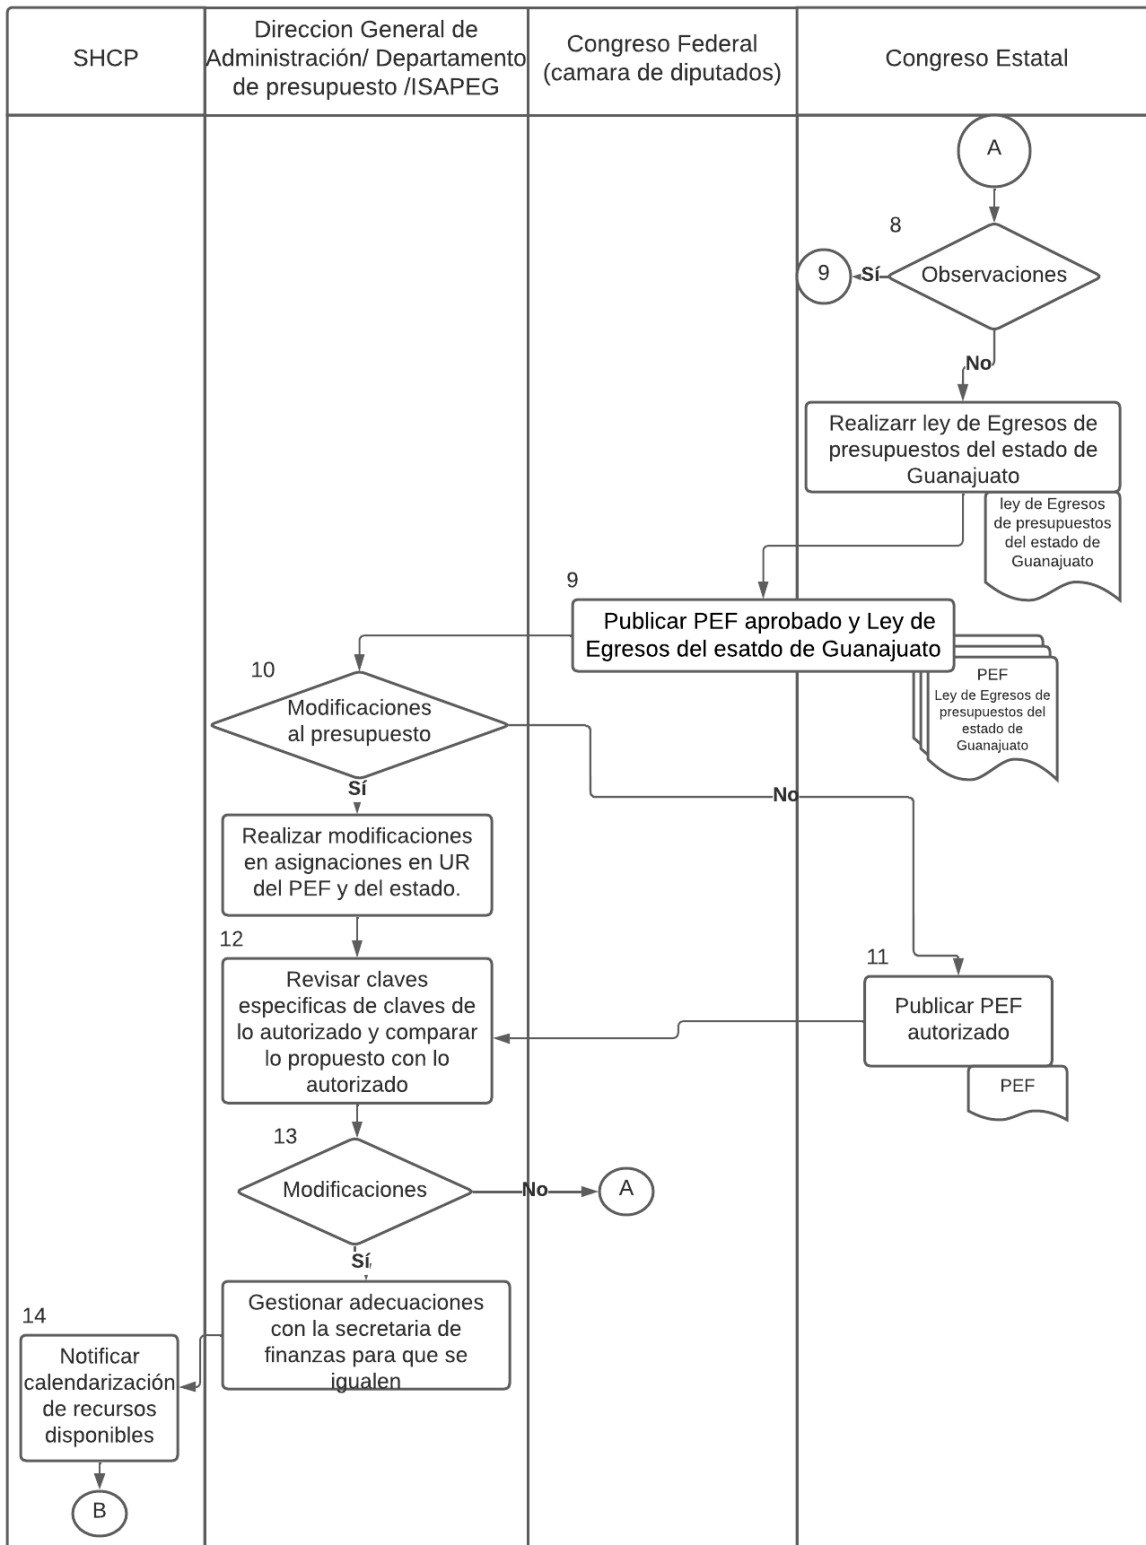 SHCP
Direccion General de
Administración/ Departamento
de presupuesto /ISAPEG
Congreso Federal
(camara de diputados)
Congreso Estatal
A
8
Observaciones
Sí
9
No
Realizarr ley de Egresos de
presupuestos del estado de
Guanajuato
ley de Egresos
de presupuestos
del estado de
Guanajuato
9
Publicar PEF aprobado y Ley de
Egresos del esatdo de Guanajuato
PEF
Ley de Egresos de
presupuestos del
estado de
Guanajuato
10
Modificaciones
al presupuesto
Sí
No
Realizar modificaciones
en asignaciones en UR
del PEF y del estado.
11
Publicar PEF
autorizado
PEF
12
Revisar claves
especificas de claves de
lo autorizado y comparar
lo propuesto con lo
autorizado
13
Modificaciones
No
A
Sí
Gestionar adecuaciones
con la secretaria de
finanzas para que se
igualen
14
Notificar
calendarización
de recursos
disponibles
B